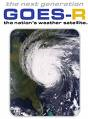 the next generation
GOES-R
the nation's weather satellite.